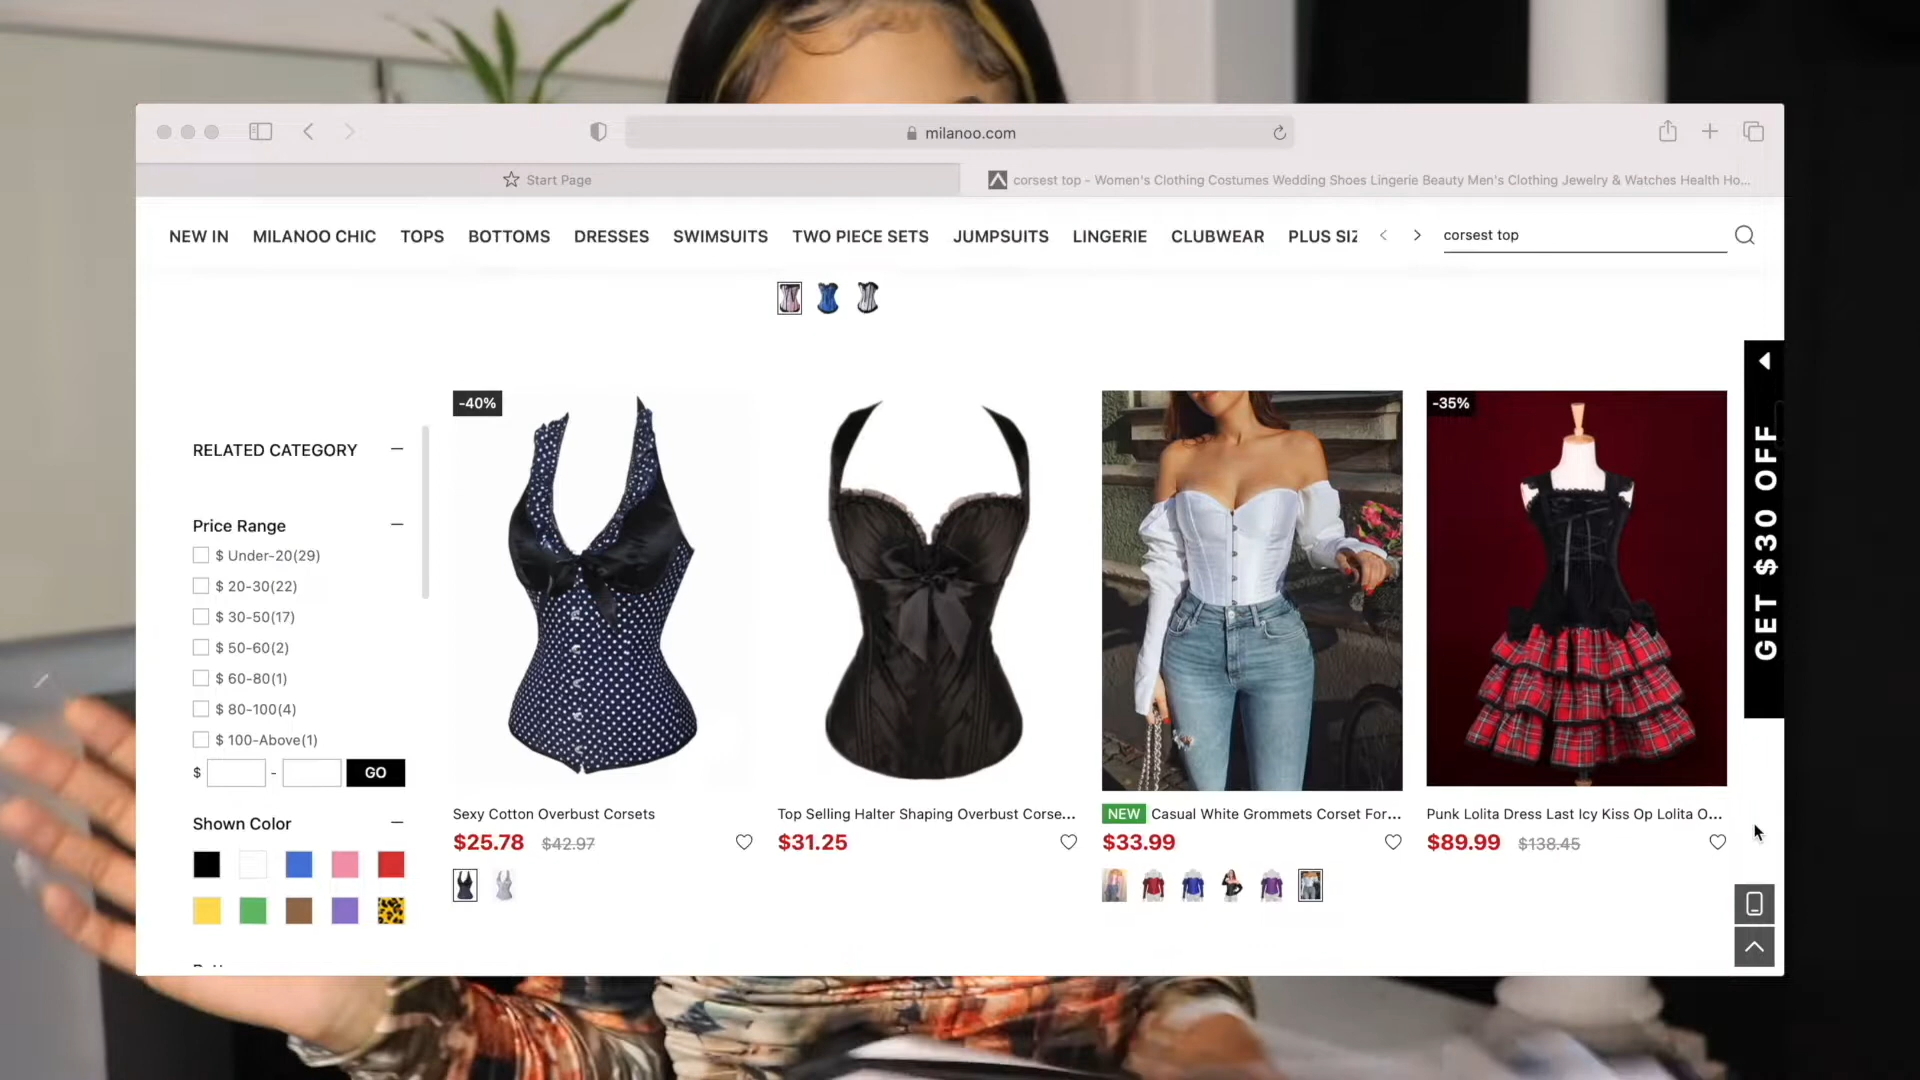 milanoo.com
Start Page
corsest top - Women's Clothing Costumes Wedding Shoes Lingerie Beauty Men's Clothing Jewelry & Watches Health Ho...
NEW IN MILANOO CHIC TOPS BOTTOMS DRESSES SWIMSUITS TWO PIECE SETS JUMPSUITS LINGERIE CLUBWEAR PLUS SIZ
corsest top
RELATED CATEGORY
Price Range
$ Under-20(29)
$ 20-30(22)
$ 30-50(17)
$ 50-60(2)
$ 60-80(1)
$ 80-100(4)
$ 100-Above(1)
$ - GO
Shown Color
-40%
Sexy Cotton Overbust Corsets
$25.78 $42.97
Top Selling Halter Shaping Overbust Corse...
$31.25
NEW Casual White Grommets Corset For...
$33.99
-35%
Punk Lolita Dress Last Icy Kiss Op Lolita O...
$89.99 $138.45
GET $30 OFF